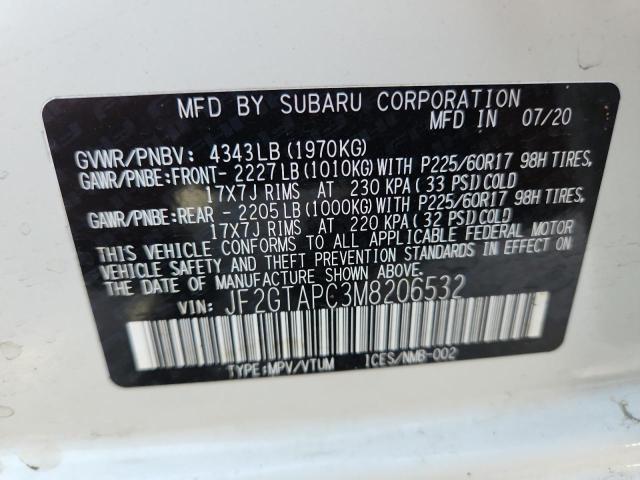 MFD BY SUBARU CORPORATION MFD IN 07/20
GVWR/PNBV: 4343LB (1970KG)
GAWR/PNBE:FRONT- 2227LB (1010KG) WITH P225/60R17 98H TIRES,
17X7J RIMS AT 230 KPA (33 PSI) COLD
GAWR/PNBE:REAR - 2205LB (1000KG) WITH P225/60R17 98H TIRES,
17X7J RIMS AT 220 KPA (32 PSI) COLD
THIS VEHICLE CONFORMS TO ALL APPLICABLE FEDERAL MOTOR
VEHICLE SAFETY AND THEFT PREVENTION STANDARDS IN EFFECT ON
THE DATE OF MANUFACTURE SHOWN ABOVE.
VIN: JF2GTAPC3M8206532
TYPE:MPV/VTUM ICES/NMB-002